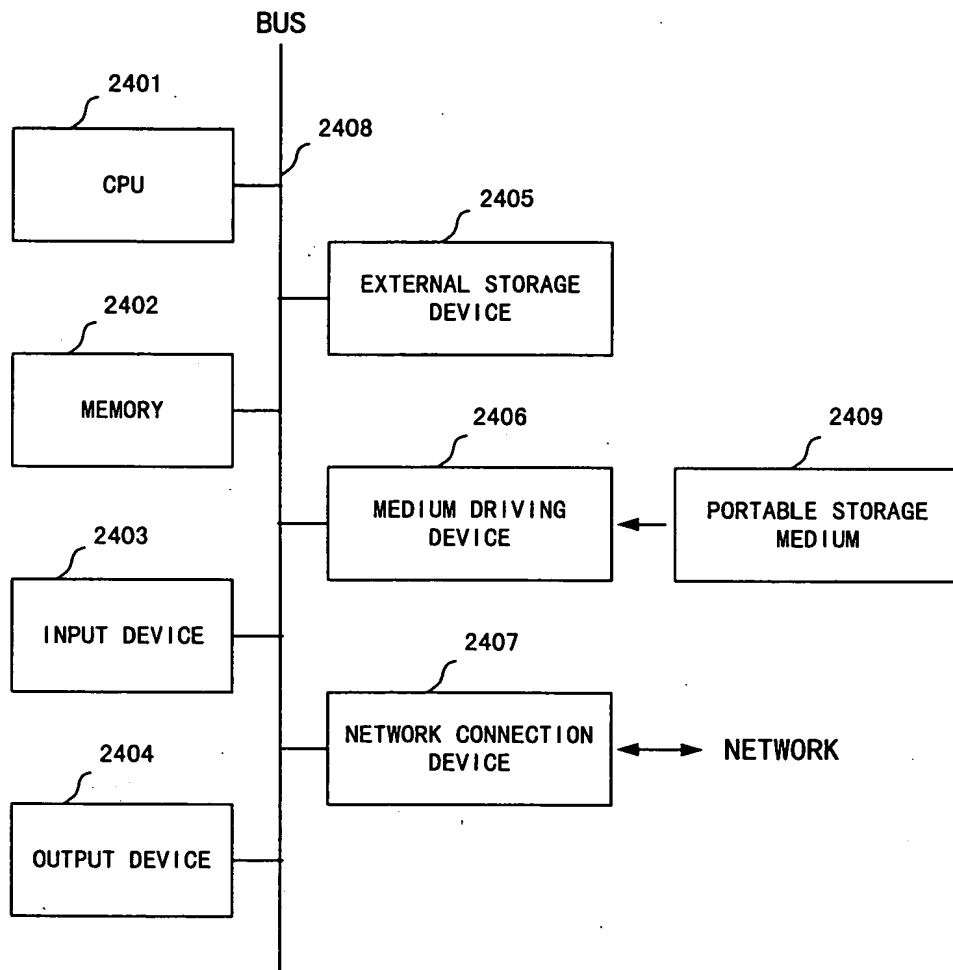 BUS
2401
2408
CPU
2405
EXTERNAL STORAGE
DEVICE
2402
MEMORY
2406
2409
MEDIUM DRIVING
DEVICE
PORTABLE STORAGE
MEDIUM
2403
INPUT DEVICE
2407
NETWORK CONNECTION
DEVICE
NETWORK
2404
OUTPUT DEVICE